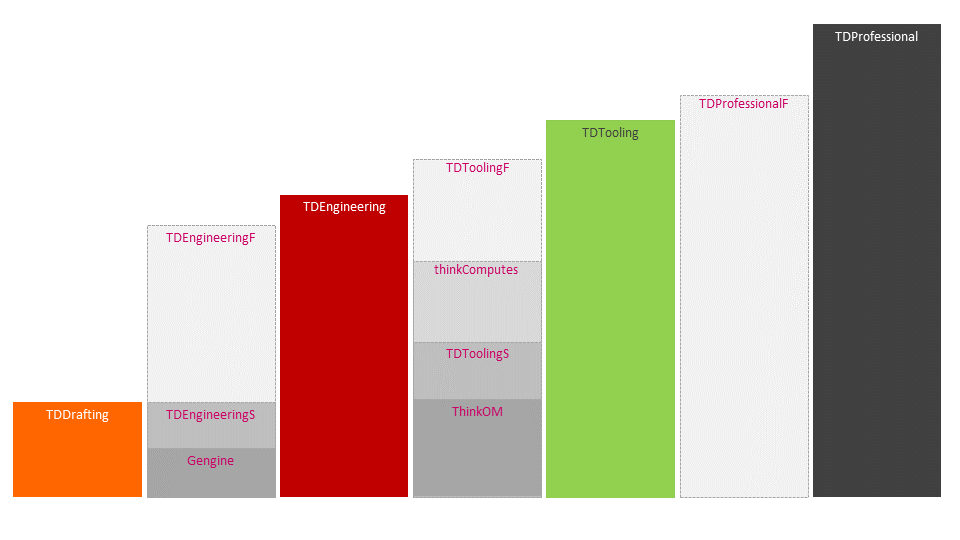 TDProfessional
TDProfessionalF
TDTooling
TDToolingF
TDEngineering
TDEngineeringF
thinkComputes
TDToolingS
TDDrafting
TDEngineeringS
ThinkOM
Gengine